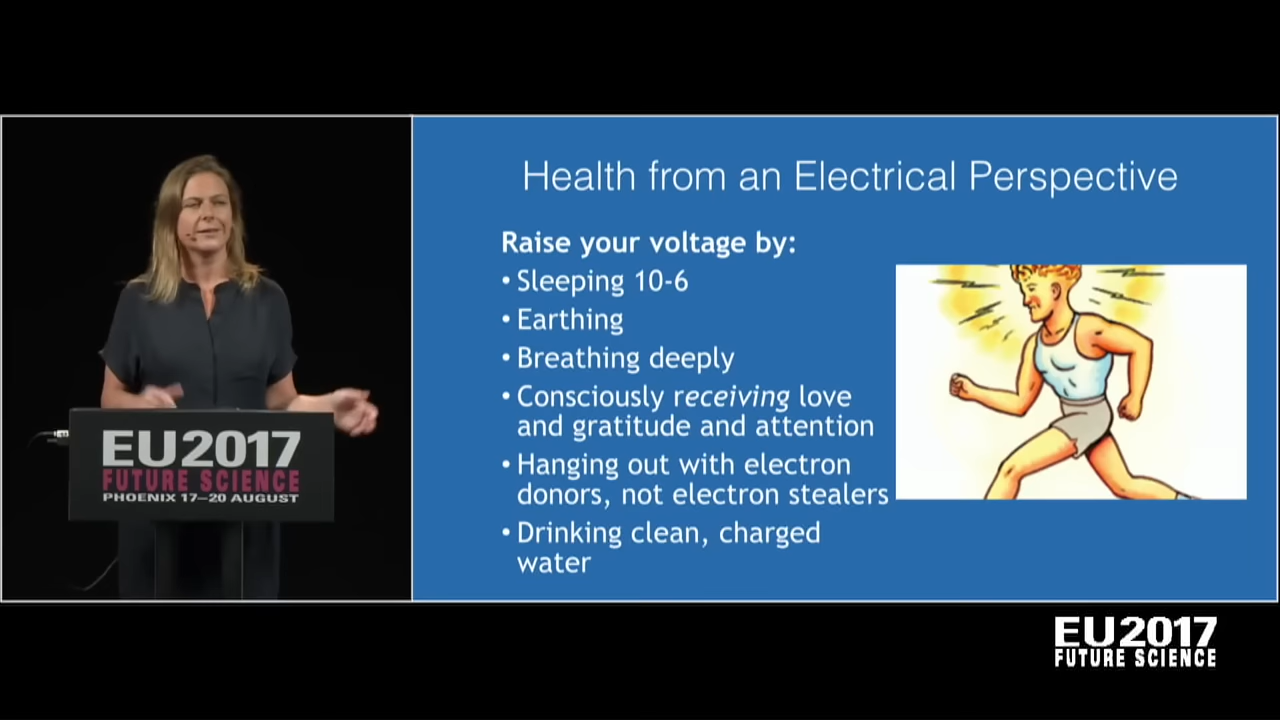 Health from an Electrical Perspective
Raise your voltage by:
• Sleeping 10-6
• Earthing
• Breathing deeply
• Consciously receiving love
and gratitude and attention
• Hanging out with electron
donors, not electron stealers
• Drinking clean, charged
water
EU2017
FUTURE SCIENCE
PHOENIX 17–20 AUGUST
EU2017
FUTURE SCIENCE